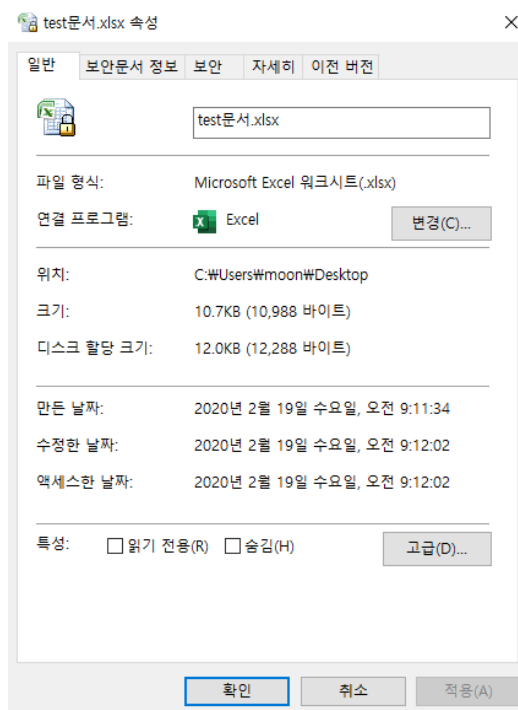 test문서.xlsx 속성
일반 보안문서 정보 보안 자세히 이전 버전
test문서.xlsx
파일 형식: Microsoft Excel 워크시트(.xlsx)
연결 프로그램: Excel 변경(C)...
위치: C:₩Users₩moon₩Desktop
크기: 10.7KB (10,988 바이트)
디스크 할당 크기: 12.0KB (12,288 바이트)
만든 날짜: 2020년 2월 19일 수요일, 오전 9:11:34
수정한 날짜: 2020년 2월 19일 수요일, 오전 9:12:02
액세스한 날짜: 2020년 2월 19일 수요일, 오전 9:12:02
특성: 읽기 전용(R) 숨김(H) 고급(D)...
확인 취소 적용(A)